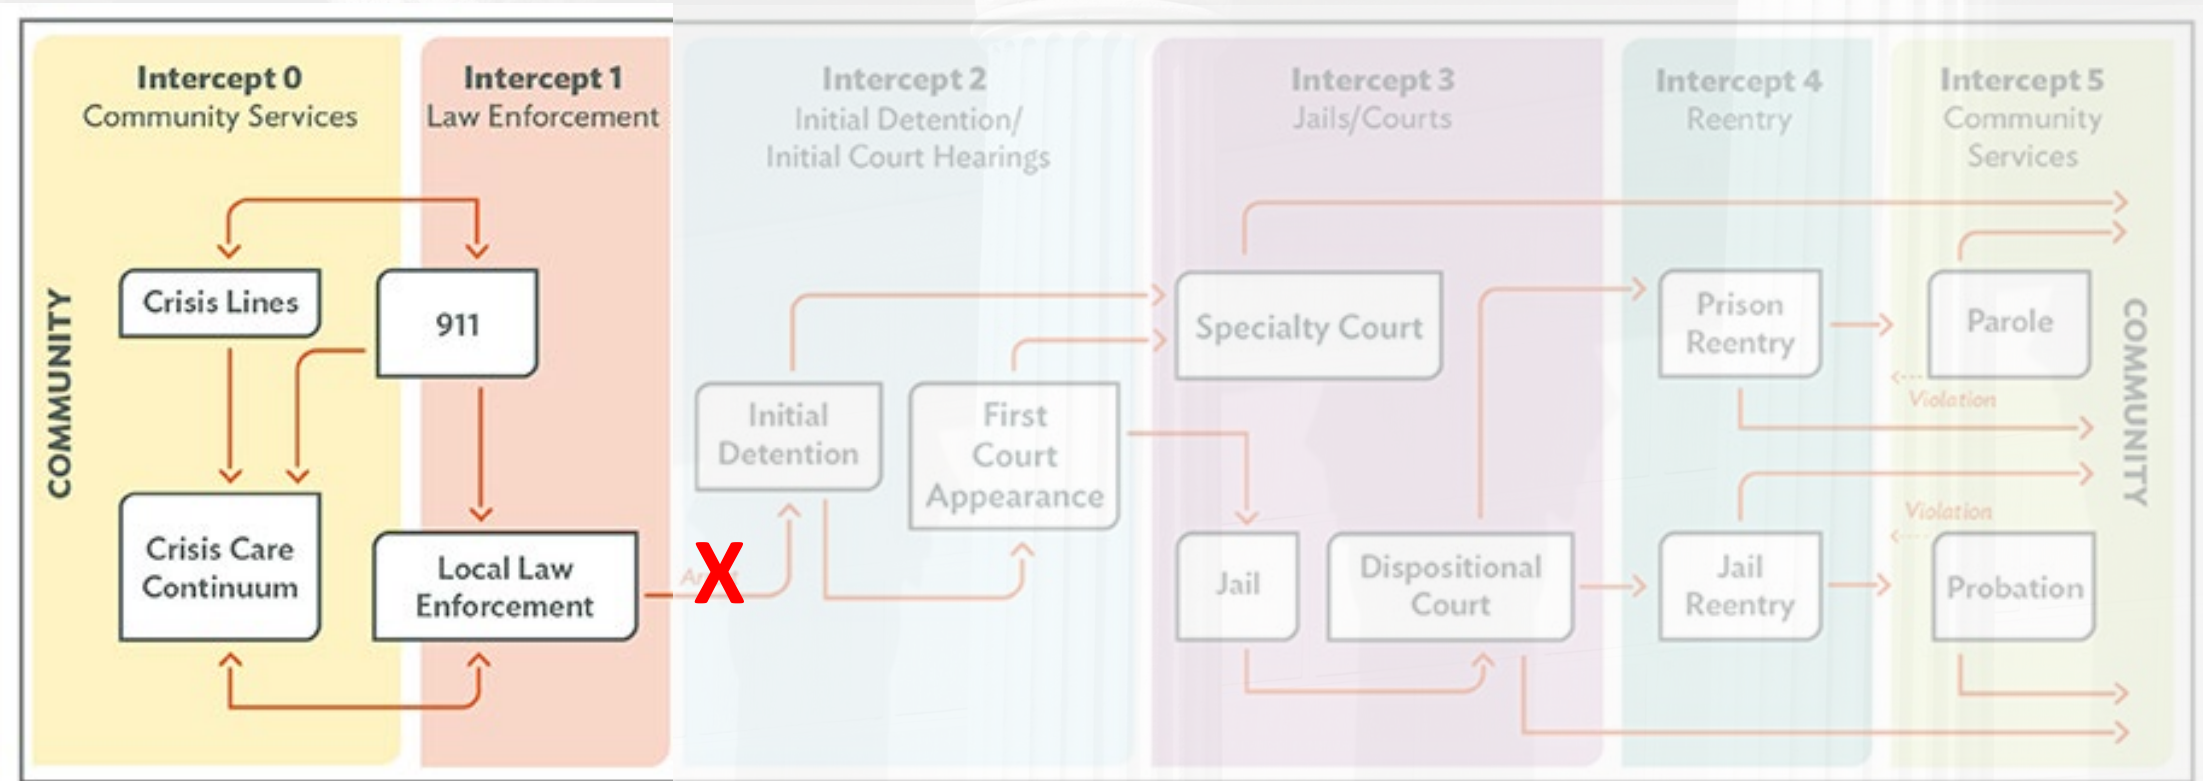 Intercept 0
Community Services
Intercept 1
Law Enforcement
Intercept 2
Initial Detention/
Initial Court Hearings
Intercept 3
Jails/Courts
Intercept 4
Reentry
Intercept 5
Community
Services
COMMUNITY
Crisis Lines
911
Crisis Care
Continuum
Local Law
Enforcement
X
Initial
Detention
First
Court
Appearance
Specialty Court
Jail
Dispositional
Court
Prison
Reentry
Jail
Reentry
Parole
Violation
Violation
Probation
COMMUNITY